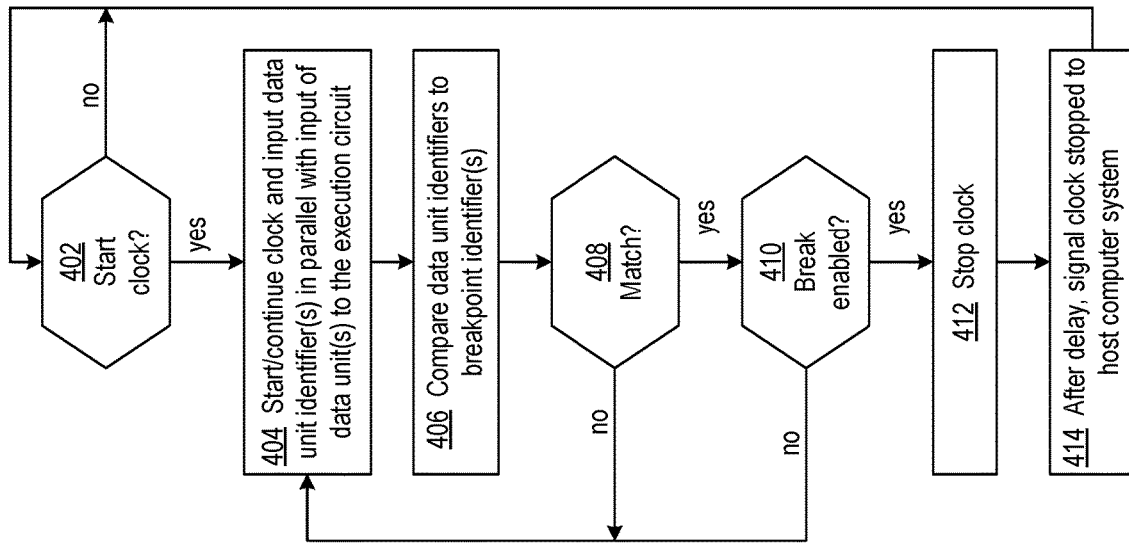 402
Start
clock?
no
yes
404 Start/continue clock and input data
unit identifier(s) in parallel with input of
data unit(s) to the execution circuit
406 Compare data unit identifiers to
breakpoint identifier(s)
408
Match?
no
yes
410
Break
enabled?
no
yes
412 Stop clock
414 After delay, signal clock stopped to
host computer system